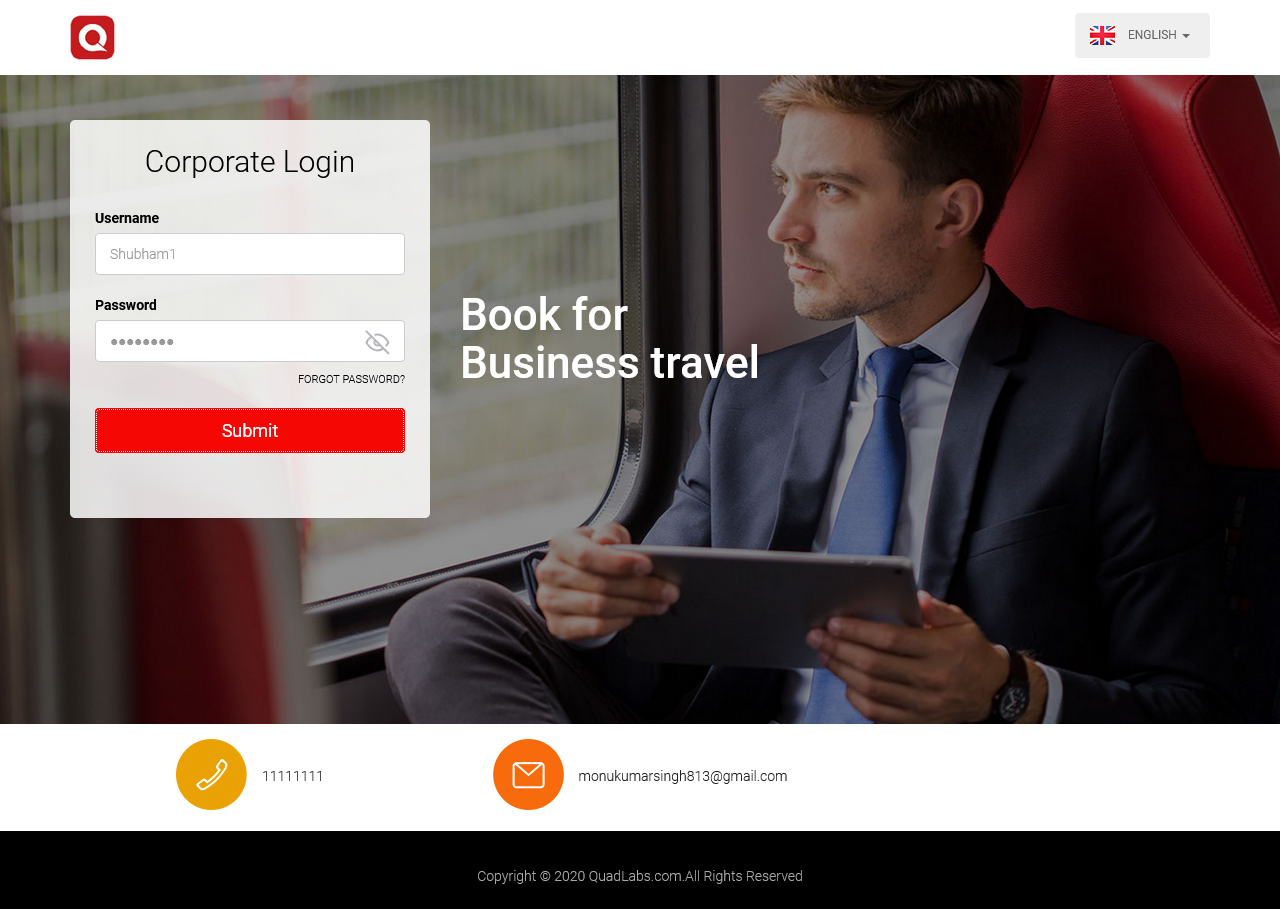 Q
ENGLISH
Corporate Login
Username
Shubham1
Password
●●●●●●●●
FORGOT PASSWORD?
Submit
Book for
Business travel
11111111
monukumarsingh813@gmail.com
Copyright © 2020 QuadLabs.com.All Rights Reserved